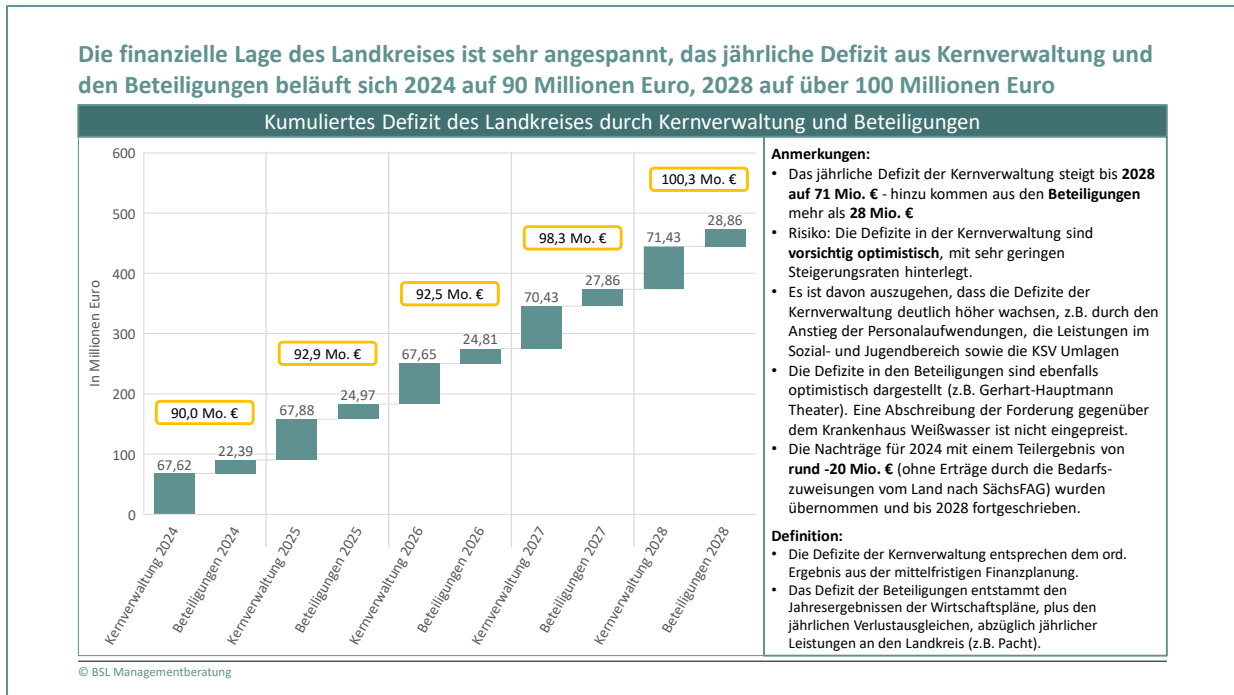 Die finanzielle Lage des Landkreises ist sehr angespannt, das jährliche Defizit aus Kernverwaltung und
den Beteiligungen beläuft sich 2024 auf 90 Millionen Euro, 2028 auf über 100 Millionen Euro
Kumuliertes Defizit des Landkreises durch Kernverwaltung und Beteiligungen
In Millionen Euro
600
500
400
300
200
100
0
67,62
22,39
67,88
24,97
67,65
24,81
70,43
27,86
71,43
28,86
90,0 Mo. €
92,9 Mo. €
92,5 Mo. €
98,3 Mo. €
100,3 Mo. €
Kernverwaltung 2024
Beteiligungen 2024
Kernverwaltung 2025
Beteiligungen 2025
Kernverwaltung 2026
Beteiligungen 2026
Kernverwaltung 2027
Beteiligungen 2027
Kernverwaltung 2028
Beteiligungen 2028
Anmerkungen:
• Das jährliche Defizit der Kernverwaltung steigt bis 2028
auf 71 Mio. € - hinzu kommen aus den Beteiligungen
mehr als 28 Mio. €
• Risiko: Die Defizite in der Kernverwaltung sind
vorsichtig optimistisch, mit sehr geringen
Steigerungsraten hinterlegt.
• Es ist davon auszugehen, dass die Defizite der
Kernverwaltung deutlich höher wachsen, z.B. durch den
Anstieg der Personalaufwendungen, die Leistungen im
Sozial- und Jugendbereich sowie die KSV Umlagen
• Die Defizite in den Beteiligungen sind ebenfalls
optimistisch dargestellt (z.B. Gerhart-Hauptmann
Theater). Eine Abschreibung der Forderung gegenüber
dem Krankenhaus Weißwasser ist nicht eingepreist.
• Die Nachträge für 2024 mit einem Teilergebnis von
rund -20 Mio. € (ohne Erträge durch die Bedarfs-
zuweisungen vom Land nach SächsFAG) wurden
übernommen und bis 2028 fortgeschrieben.
Definition:
• Die Defizite der Kernverwaltung entsprechen dem ord.
Ergebnis aus der mittelfristigen Finanzplanung.
• Das Defizit der Beteiligungen entstammt den
Jahresergebnissen der Wirtschaftspläne, plus den
jährlichen Verlustausgleichen, abzüglich jährlicher
Leistungen an den Landkreis (z.B. Pacht).
© BSL Managementberatung